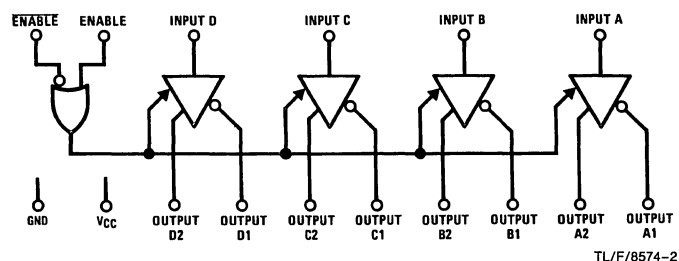 ENABLE ENABLE INPUT D INPUT C INPUT B INPUT A
GND VCC OUTPUT D2 OUTPUT D1 OUTPUT C2 OUTPUT C1 OUTPUT B2 OUTPUT B1 OUTPUT A2 OUTPUT A1
TL/F/8574–2